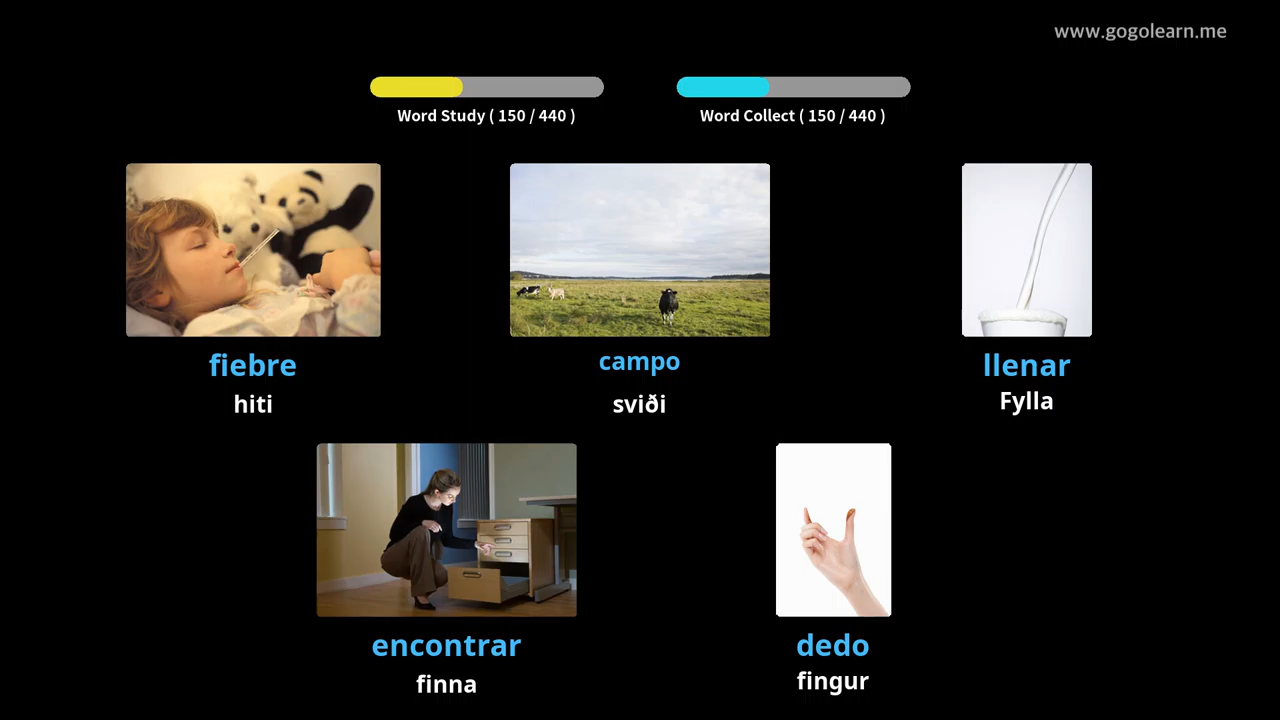 www.gogolearn.me
Word Study ( 150 / 440 )
Word Collect ( 150 / 440 )
fiebre
hiti
campo
sviði
llenar
Fylla
encontrar
finna
dedo
fingur